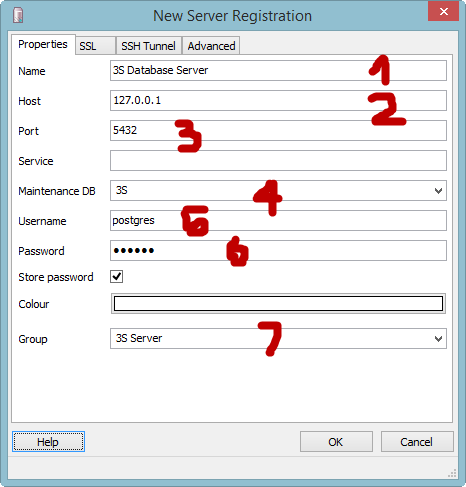 New Server Registration
Properties SSL SSH Tunnel Advanced
Name 3S Database Server 1
Host 127.0.0.1 2
Port 5432 3
Service
Maintenance DB 3S 4
Username postgres 5
Password •••••• 6
Store password
Colour
Group 3S Server 7
Help OK Cancel